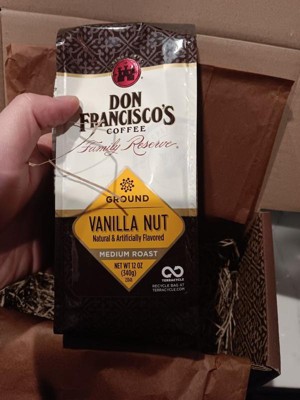 DON
FRANCISCO'S
COFFEE
Family Reserve
GROUND
VANILLA NUT
Natural & Artificially Flavored
MEDIUM ROAST
NET WT 12 OZ
(340g)
TERRACYCLE
RECYCLE BAG AT
TERRACYCLE.COM